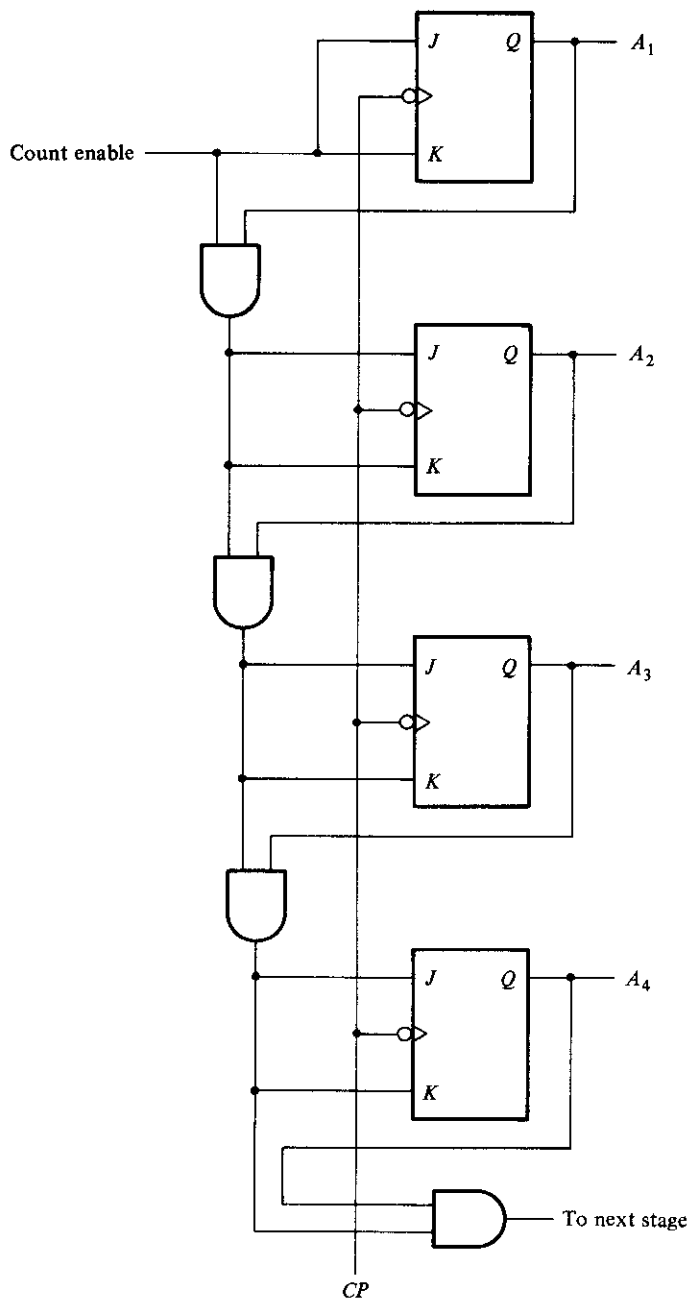 J Q A1
Count enable
K
J Q A2
K
J Q A3
K
J Q A4
K
To next stage
CP